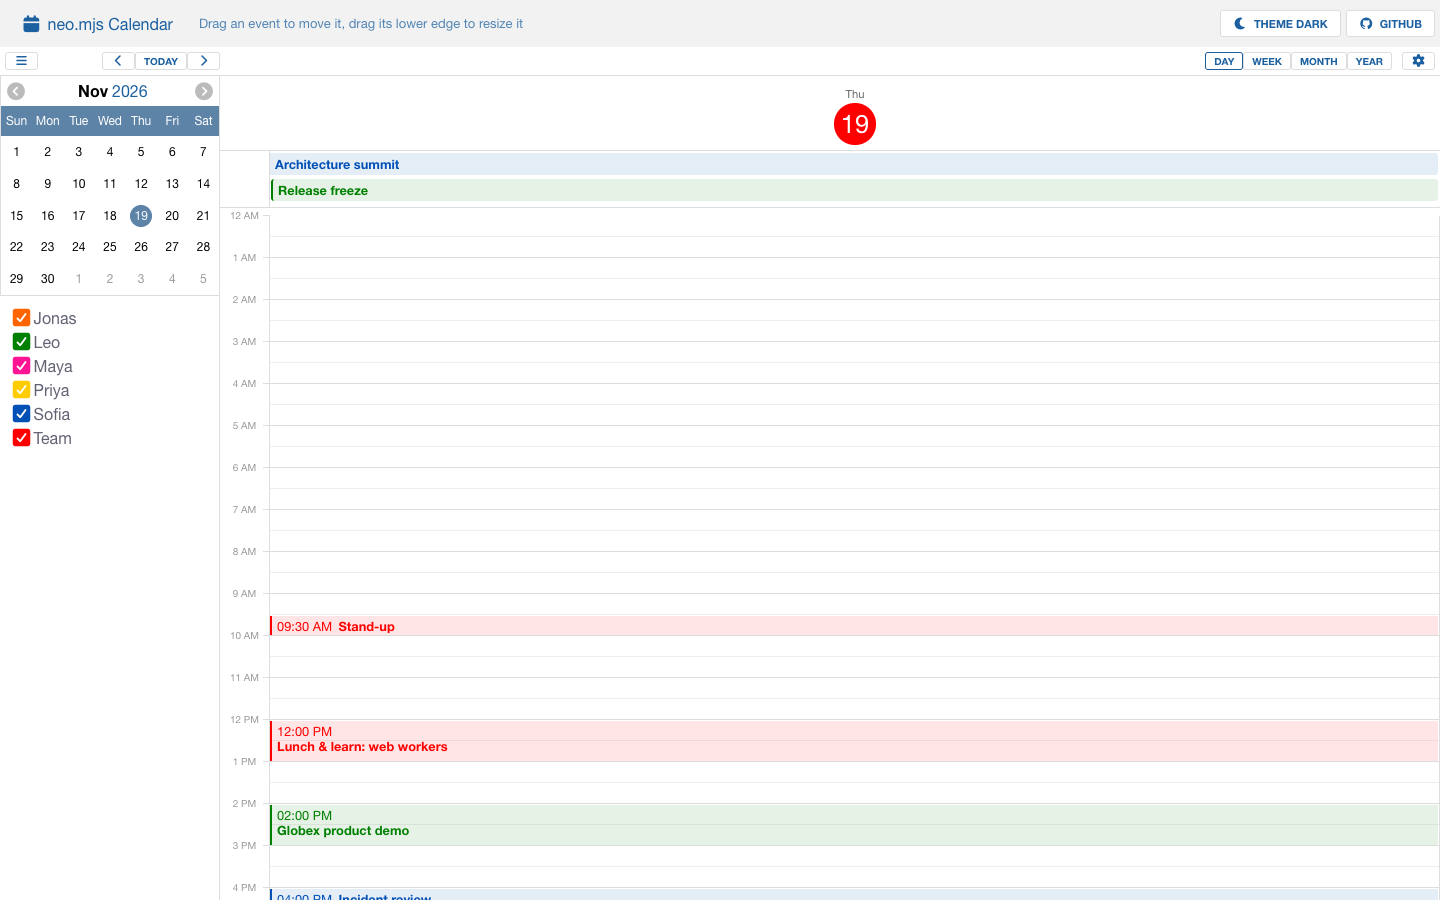 neo.mjs Calendar
Drag an event to move it, drag its lower edge to resize it
THEME DARK
GITHUB
TODAY
DAY
WEEK
MONTH
YEAR
Nov 2026
Sun Mon Tue Wed Thu Fri Sat
1 2 3 4 5 6 7
8 9 10 11 12 13 14
15 16 17 18 19 20 21
22 23 24 25 26 27 28
29 30 1 2 3 4 5
Jonas
Leo
Maya
Priya
Sofia
Team
Thu
19
Architecture summit
Release freeze
12 AM
1 AM
2 AM
3 AM
4 AM
5 AM
6 AM
7 AM
8 AM
9 AM
09:30 AM Stand-up
10 AM
11 AM
12 PM
12:00 PM
Lunch & learn: web workers
1 PM
2 PM
02:00 PM
Globex product demo
3 PM
4 PM
04:00 PM Incident review